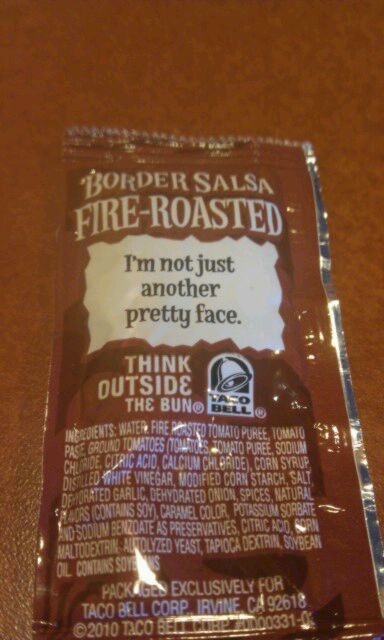 BORDER SALSA
FIRE-ROASTED
I'm not just
another
pretty face.
THINK
OUTSIDE
THE BUN®
TACO
BELL®
INGREDIENTS: WATER, FIRE ROASTED TOMATO PUREE, TOMATO
PASTE, GROUND TOMATOES (TOMATOES, TOMATO PUREE, SODIUM
CHLORIDE, CITRIC ACID, CALCIUM CHLORIDE), CORN SYRUP,
DISTILLED WHITE VINEGAR, MODIFIED CORN STARCH, SALT,
DEHYDRATED GARLIC, DEHYDRATED ONION, SPICES, NATURAL
FLAVORS (CONTAINS SOY), CARAMEL COLOR, POTASSIUM SORBATE
AND SODIUM BENZOATE AS PRESERVATIVES, CITRIC ACID, CORN
MALTODEXTRIN, AUTOLYZED YEAST, TAPIOCA DEXTRIN, SOYBEAN
OIL. CONTAINS SOYBEANS
PACKAGED EXCLUSIVELY FOR
TACO BELL CORP., IRVINE, CA 92618
©2010 TACO BELL CORP.